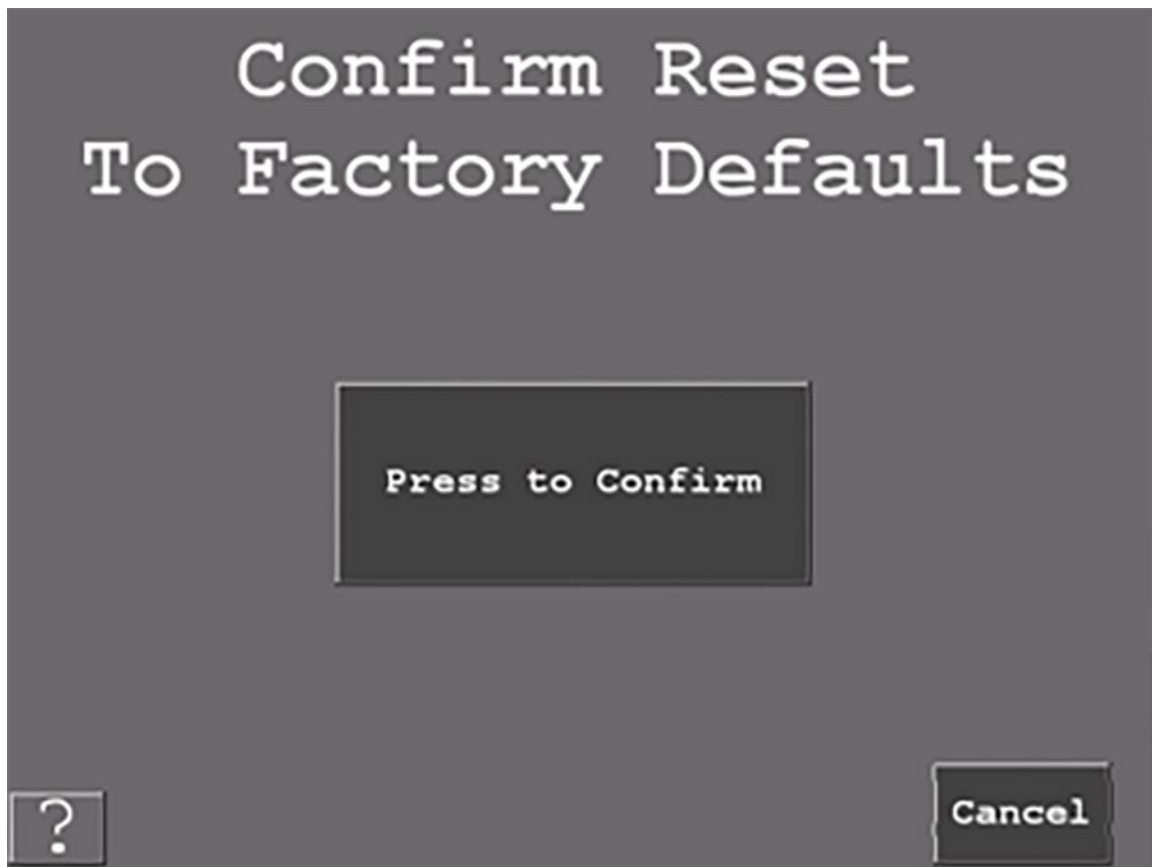 Confirm Reset
To Factory Defaults
Press to Confirm
?
Cancel